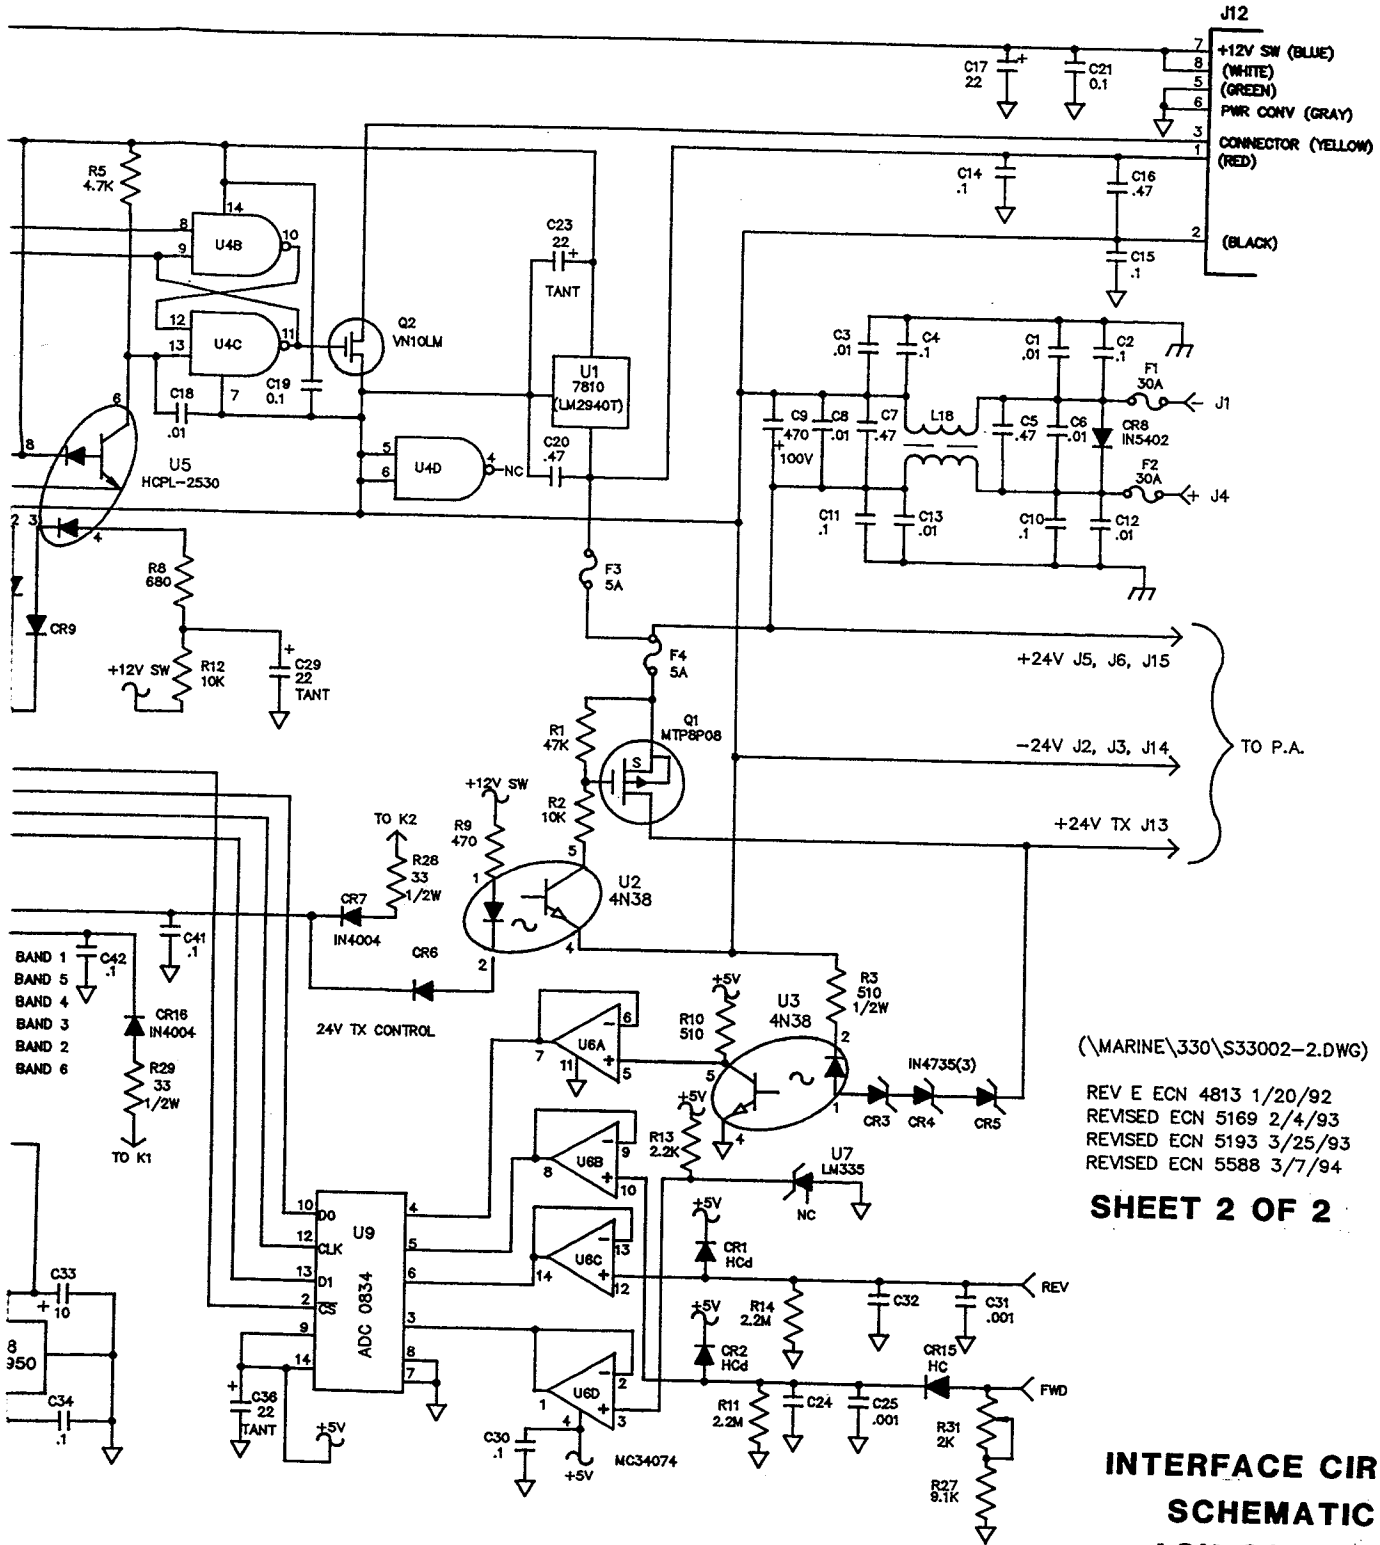 J12
7
+12V SW (BLUE)
8
(WHITE)
5
(GREEN)
6
PWR CONV (GRAY)
3
CONNECTOR (YELLOW)
1
(RED)
2
(BLACK)
C17
22
+
C21
0.1
C14
.1
C16
.47
C15
.1
R5
4.7K
14
8
9
U4B
10
12
13
U4C
11
7
C18
.01
C19
0.1
Q2
VN10LM
C23
22
+
TANT
U1
7810
(LM2940T)
C20
.47
5
6
U4D
4
NC
6
8
U5
HCPL-2530
2
3
4
C3
.01
C4
.1
C1
.01
C2
.1
F1
30A
- J1
C9
470
+
100V
C8
.01
C7
.47
L18
C5
.47
C6
.01
CR8
IN5402
F2
30A
+ J4
C11
.1
C13
.01
C10
.1
C12
.01
R8
680
CR9
+12V SW
R12
10K
+
C29
22
TANT
F3
5A
F4
5A
+24V J5, J6, J15
R1
47K
Q1
MTP8P08
S
-24V J2, J3, J14
TO P.A.
+12V SW
R2
10K
+24V TX J13
TO K2
R9
470
R28
33
1/2W
5
1
U2
4N38
CR7
IN4004
4
2
CR6
C41
.1
C42
.1
BAND 1
BAND 5
BAND 4
BAND 3
BAND 2
BAND 6
CR16
IN4004
24V TX CONTROL
R29
33
1/2W
TO K1
+5V
R10
510
U3
4N38
R3
510
1/2W
2
6
-
U6A
7
11
+
5
5
4
1
IN4735(3)
CR3
CR4
CR5
(\MARINE\330\S33002-2.DWG)
REV E ECN 4813 1/20/92
REVISED ECN 5169 2/4/93
REVISED ECN 5193 3/25/93
REVISED ECN 5588 3/7/94
SHEET 2 OF 2
+5V
R13
2.2K
U7
LM335
NC
-
9
U6B
8
+
10
10
D0
U9
4
12
CLK
5
13
D1
6
2
CS
ADC 0834
3
9
14
8
7
-
13
U6C
14
+
12
+5V
CR1
HCd
REV
R14
2.2M
C32
C31
.001
+5V
CR2
HCd
CR15
HC
FWD
-
2
U6D
1
+
3
4
R11
2.2M
C24
C25
.001
R31
2K
R27
9.1K
C33
+
10
8
950
C34
.1
+
C36
22
TANT
+5V
C30
.1
+5V
MC34074
INTERFACE CIR
SCHEMATIC